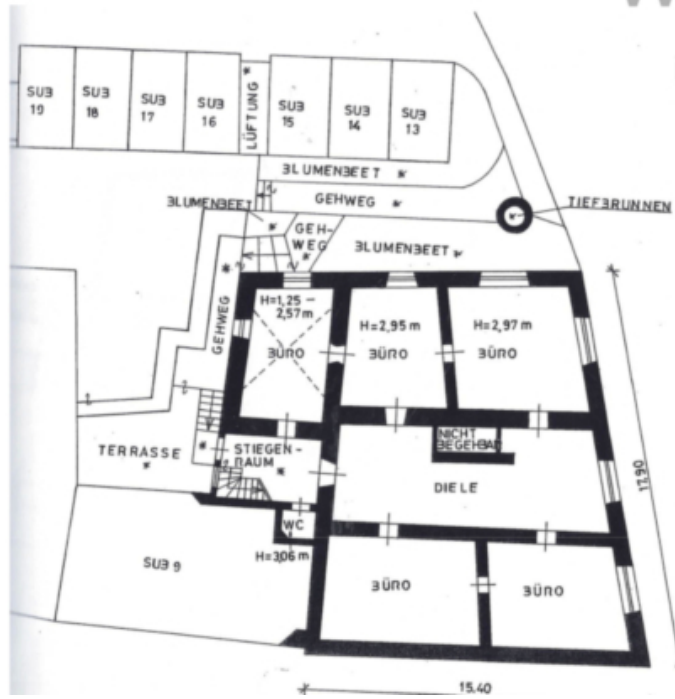 SUB
19
SUB
18
SUB
17
SUB
16
LÜFTUNG
SUB
15
SUB
14
SUB
13
BLUMENBEET
GEHWEG
BLUMENBEET
TIEFBRUNNEN
GEH-
WEG
BLUMENBEET
GEHWEG
H=1,25 –
2,57m
BÜRO
H=2,95 m
BÜRO
H=2,97m
BÜRO
TERRASSE
STIEGEN-
RAUM
NICHT
BEGEHBAR
DIELE
17,90
WC
H=3,06 m
SUB 9
BÜRO
BÜRO
15.40